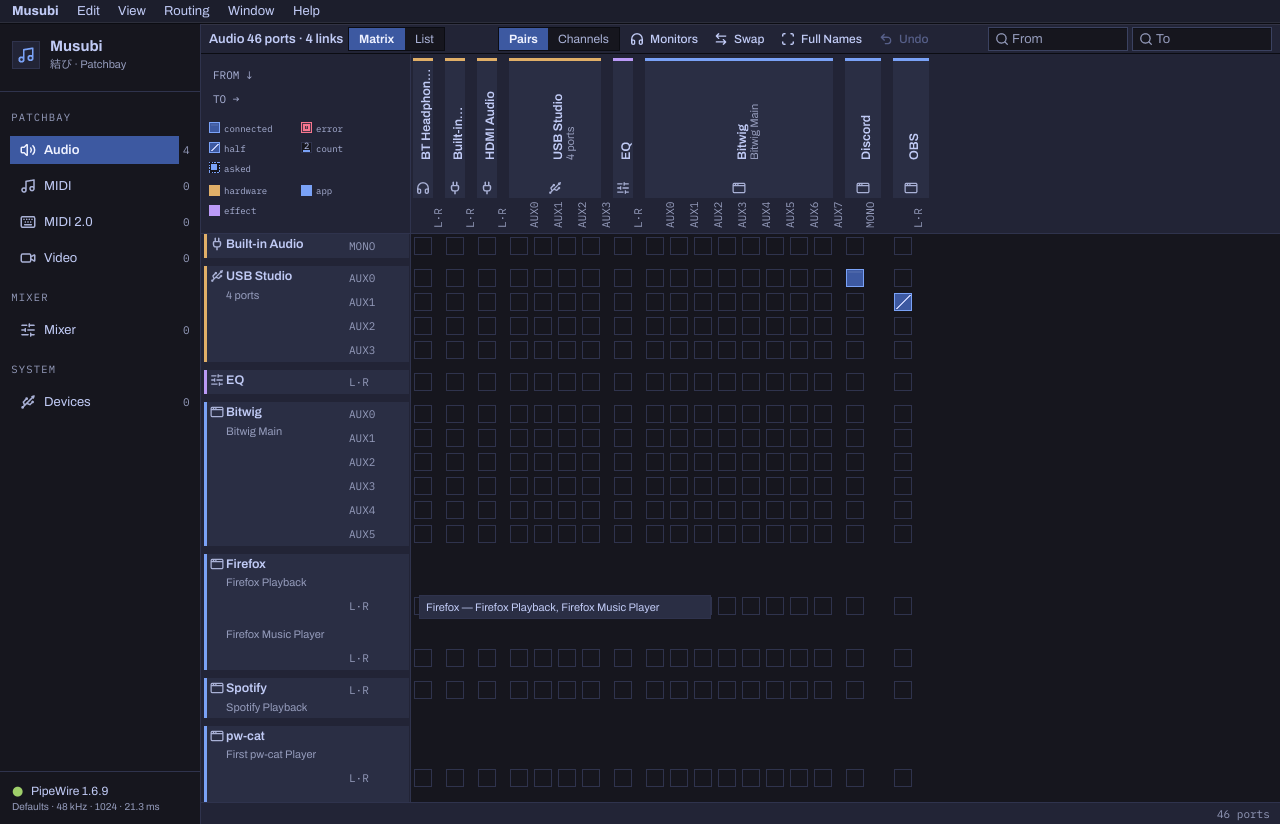 Musubi Edit View Routing Window Help
Musubi
結び · Patchbay
Audio 46 ports · 4 links Matrix List Pairs Channels Monitors Swap Full Names Undo From To
PATCHBAY
Audio 4
MIDI 0
MIDI 2.0 0
Video 0
MIXER
Mixer 0
SYSTEM
Devices 0
PipeWire 1.6.9
Defaults · 48 kHz · 1024 · 21.3 ms
FROM ↓
TO →
connected error
half 2 count
asked
hardware app
effect
BT Headphon...
Built-in...
HDMI Audio
USB Studio
4 ports
EQ
Bitwig
Bitwig Main
Discord
OBS
L·R L·R L·R AUX0 AUX1 AUX2 AUX3 L·R AUX0 AUX1 AUX2 AUX3 AUX4 AUX5 AUX6 AUX7 MONO L·R
Built-in Audio MONO
USB Studio AUX0
4 ports AUX1
AUX2
AUX3
EQ L·R
Bitwig AUX0
Bitwig Main AUX1
AUX2
AUX3
AUX4
AUX5
Firefox
Firefox Playback
L·R
Firefox — Firefox Playback, Firefox Music Player
Firefox Music Player
L·R
Spotify L·R
Spotify Playback
pw-cat
First pw-cat Player
L·R
46 ports